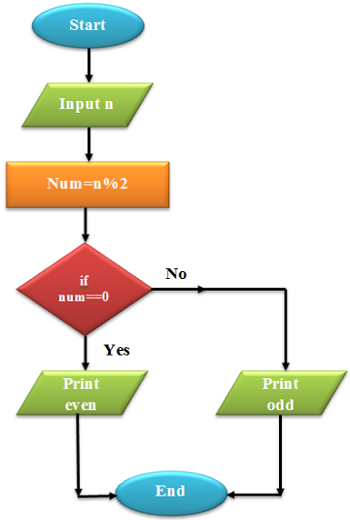 Start
Input n
Num=n%2
if
num==0
No
Yes
Print
even
Print
odd
End